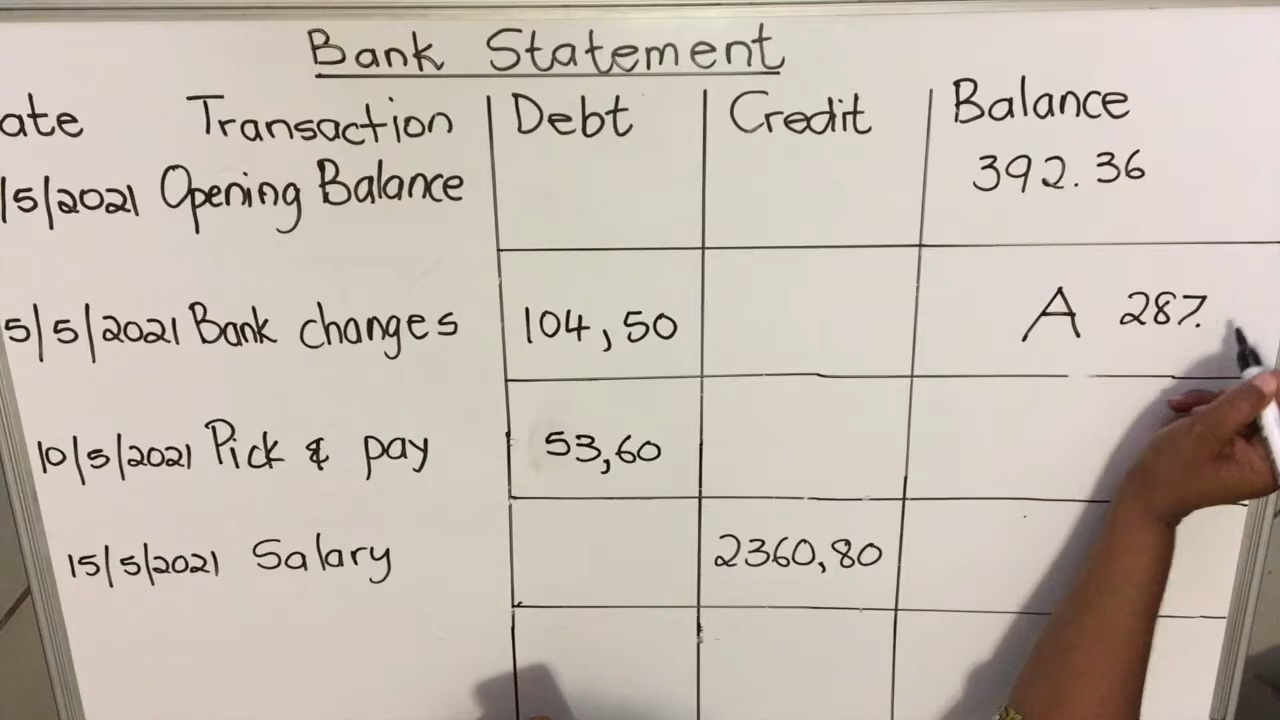 Bank Statement
ate Transaction Debt Credit Balance
/5/2021 Opening Balance 392.36
5/5/2021 Bank changes 104,50 A 287.
10/5/2021 Pick & pay 53,60
15/5/2021 Salary 2360,80